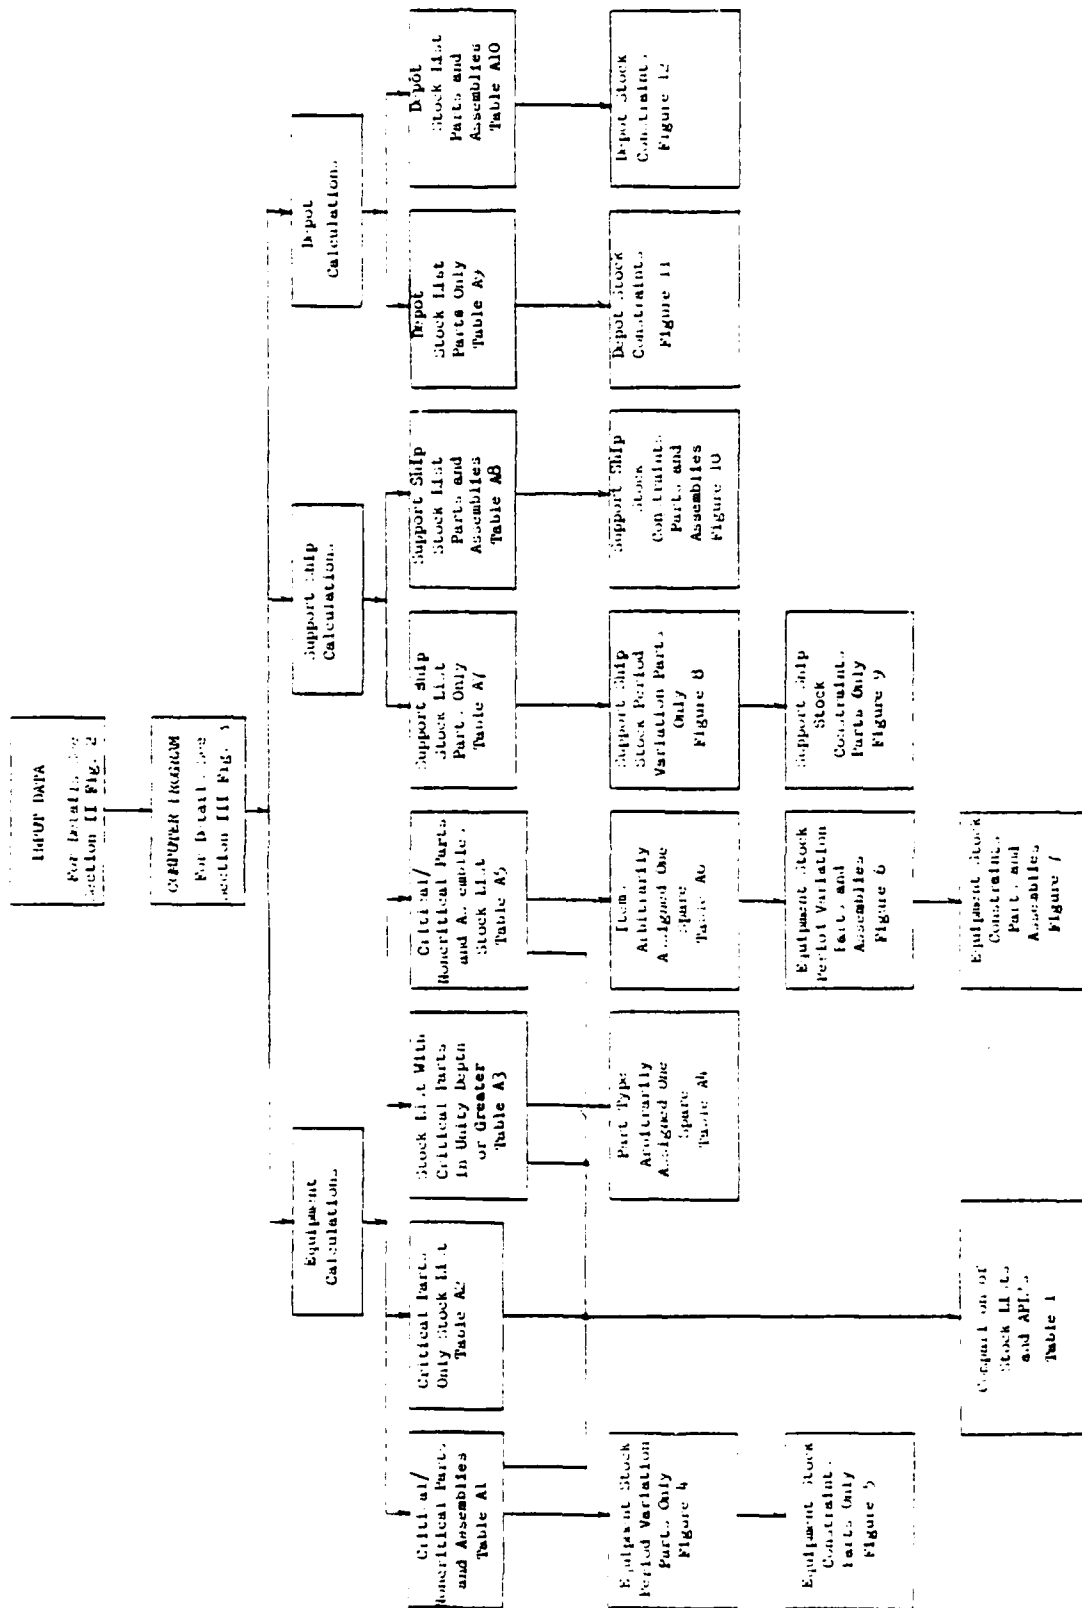 INPUT DATA
For Details See
Section II Fig. 2
COMPUTER PROGRAM
For Details See
Section III Fig. 3
Equipment
Calculations
Support Ship
Calculations
Depot
Calculations
Critical/
Noncritical Parts
and Assemblies
Table A1
Critical Parts
Only Stock List
Table A2
Stock List With
Critical Parts
in Unity Depth
or Greater
Table A3
Critical/
Noncritical Parts
and Assemblies
Stock List
Table A5
Support Ship
Stock List
Parts Only
Table A7
Support Ship
Stock List
Parts and
Assemblies
Table A8
Depot
Stock List
Parts Only
Table A9
Depot
Stock List
Parts and
Assemblies
Table A10
Equipment Stock
Period Variation
Parts Only
Figure 4
Part Type
Arbitrarily
Assigned One
Spare
Table A4
Items
Arbitrarily
Assigned One
Spare
Table A6
Support Ship
Stock Period
Variation Parts
Only
Figure 8
Support Ship
Stock
Contraints
Parts and
Assemblies
Figure 10
Depot Stock
Constraints
Figure 11
Depot Stock
Constraints
Figure 12
Equipment Stock
Constraints
Parts Only
Figure 5
Equipment Stock
Period Variation
Parts and
Assemblies
Figure 6
Support Ship
Stock
Constraints
Parts Only
Figure 9
Comparison of
Stock Lists
and APL's
Table 1
Equipment Stock
Constraints
Parts and
Assemblies
Figure 7